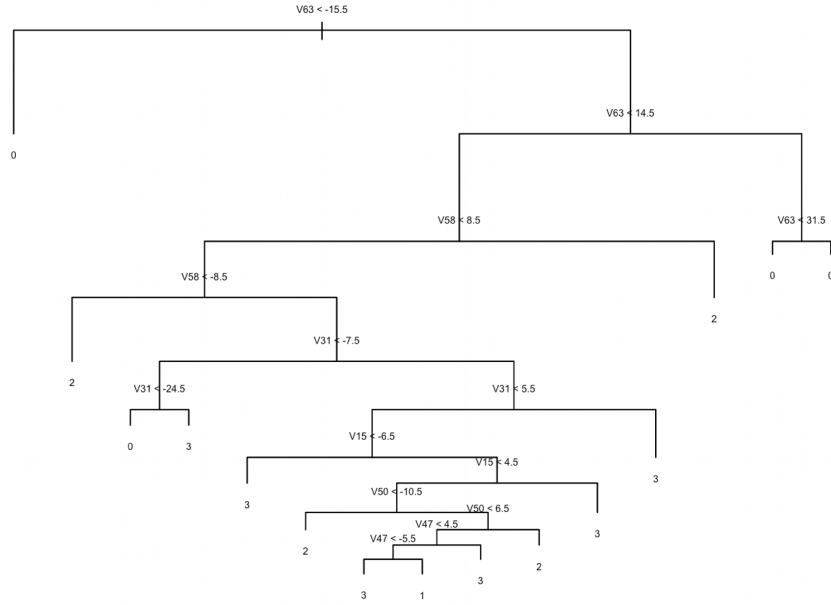 V63 < -15.5
V63 < 14.5
0
V58 < 8.5
V63 < 31.5
V58 < -8.5
0
0
2
V31 < -7.5
2
V31 < -24.5
V31 < 5.5
V15 < -6.5
0
3
V15 < 4.5
3
V50 < -10.5
3
V50 < 6.5
V47 < 4.5
3
V47 < -5.5
2
2
3
3
1